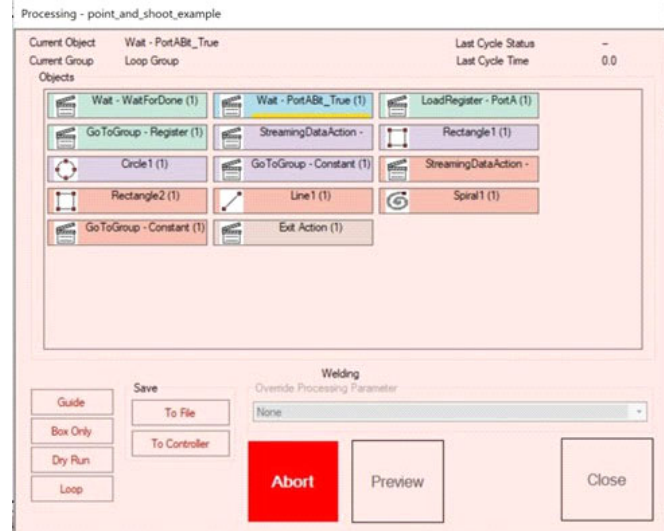 Processing - point_and_shoot_example
Current Object Wait - PortABit_True Last Cycle Status --
Current Group Loop Group Last Cycle Time 0.0
Objects
Wait - WaitForDone (1) Wait - PortABit_True (1) LoadRegister - PortA (1)
GoToGroup - Register (1) StreamingDataAction - Rectangle1 (1)
Circle1 (1) GoToGroup - Constant (1) StreamingDataAction -
Rectangle2 (1) Line1 (1) Spiral1 (1)
GoToGroup - Constant (1) Exit Action (1)
Welding
Save Override Processing Parameter
Guide To File None
Box Only To Controller
Dry Run
Loop
Abort Preview Close